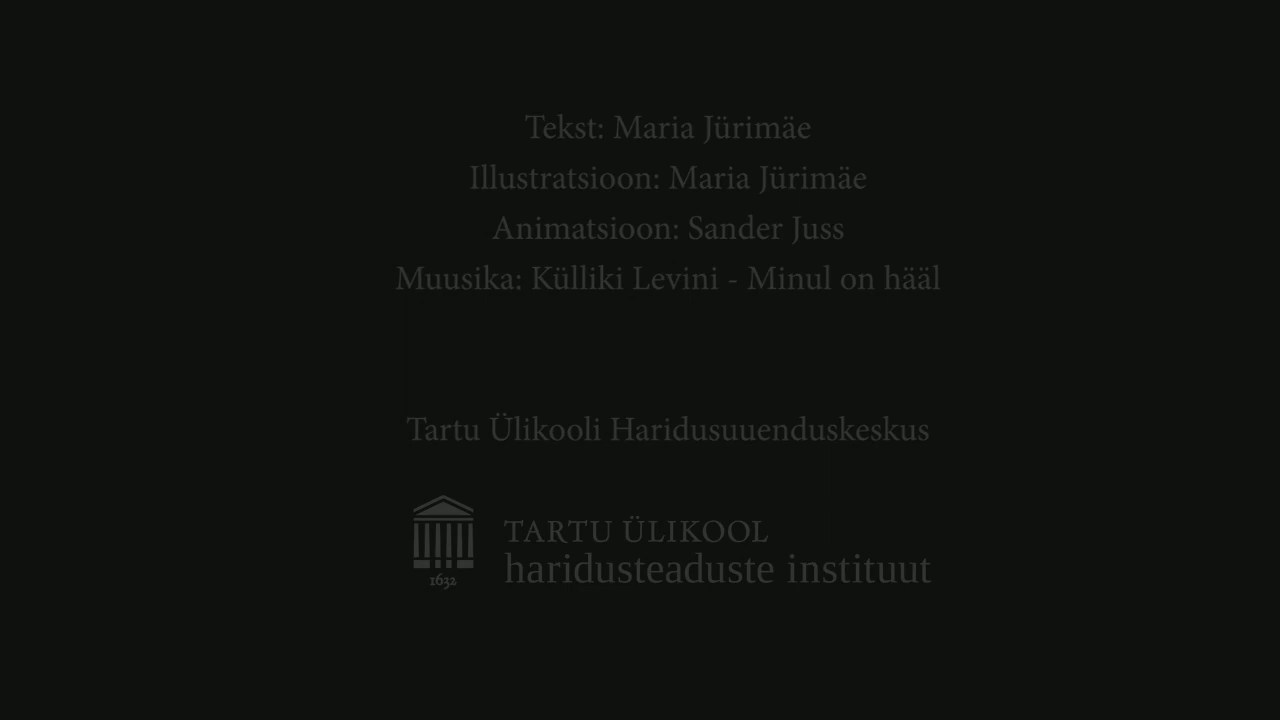 Tekst: Maria Jürimäe
Illustratsioon: Maria Jürimäe
Animatsioon: Sander Juss
Muusika: Külliki Levini - Minul on hääl
Tartu Ülikooli Haridusuuenduskeskus
TARTU ÜLIKOOL
haridusteaduste instituut
1632